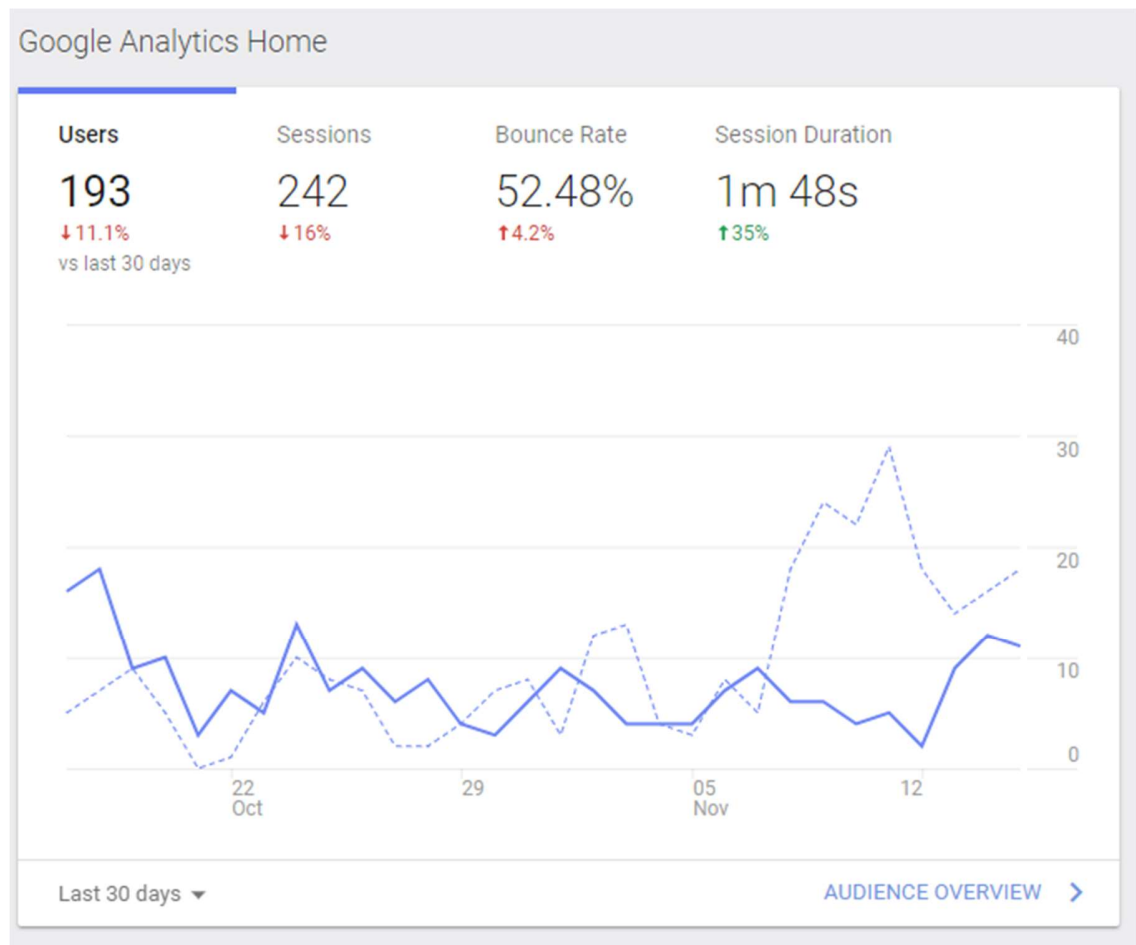 Google Analytics Home
Users Sessions Bounce Rate Session Duration
193 242 52.48% 1m 48s
↓11.1% ↓16% ↑4.2% ↑35%
vs last 30 days
40
30
20
10
0
22 29 05 12
Oct Nov
Last 30 days AUDIENCE OVERVIEW